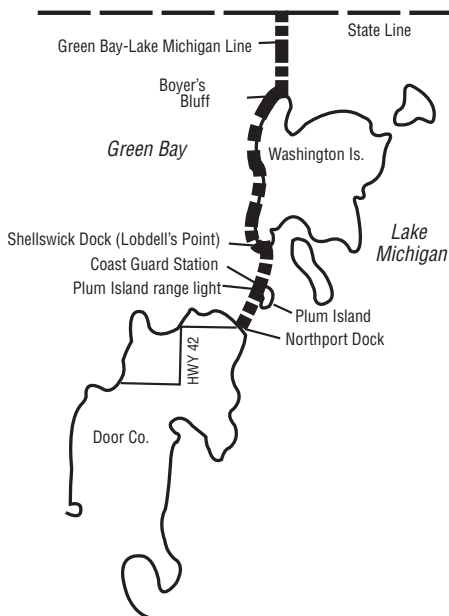 State Line
Green Bay-Lake Michigan Line
Boyer's
Bluff
Green Bay
Washington Is.
Lake
Michigan
Shellswick Dock (Lobdell's Point)
Coast Guard Station
Plum Island range light
Plum Island
Northport Dock
HWY 42
Door Co.